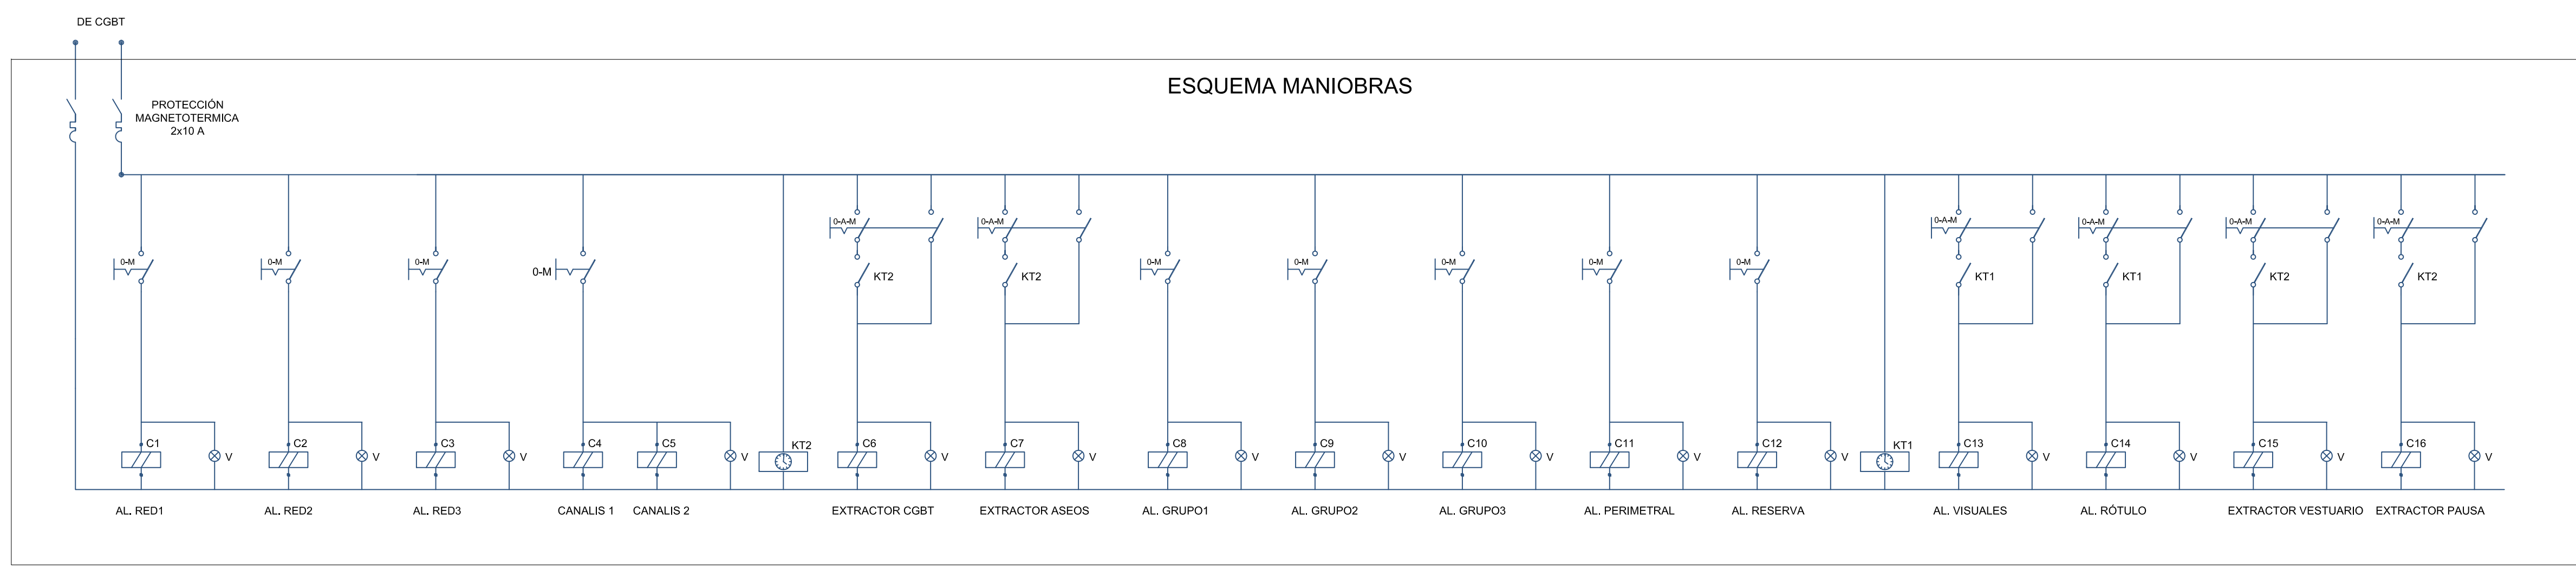 DE CGBT
ESQUEMA MANIOBRAS
PROTECCIÓN
MAGNETOTERMICA
2x10 A
0-A-M 0-A-M 0-A-M 0-A-M 0-A-M 0-A-M
0-M 0-M 0-M 0-M 0-M 0-M 0-M 0-M 0-M
KT2 KT2 KT1 KT1 KT2 KT2
C1 C2 C3 C4 C5 KT2 C6 C7 C8 C9 C10 C11 C12 KT1 C13 C14 C15 C16
V V V V V V V V V V V V V V V
AL. RED1 AL. RED2 AL. RED3 CANALIS 1 CANALIS 2 EXTRACTOR CGBT EXTRACTOR ASEOS AL. GRUPO1 AL. GRUPO2 AL. GRUPO3 AL. PERIMETRAL AL. RESERVA AL. VISUALES AL. RÓTULO EXTRACTOR VESTUARIO EXTRACTOR PAUSA